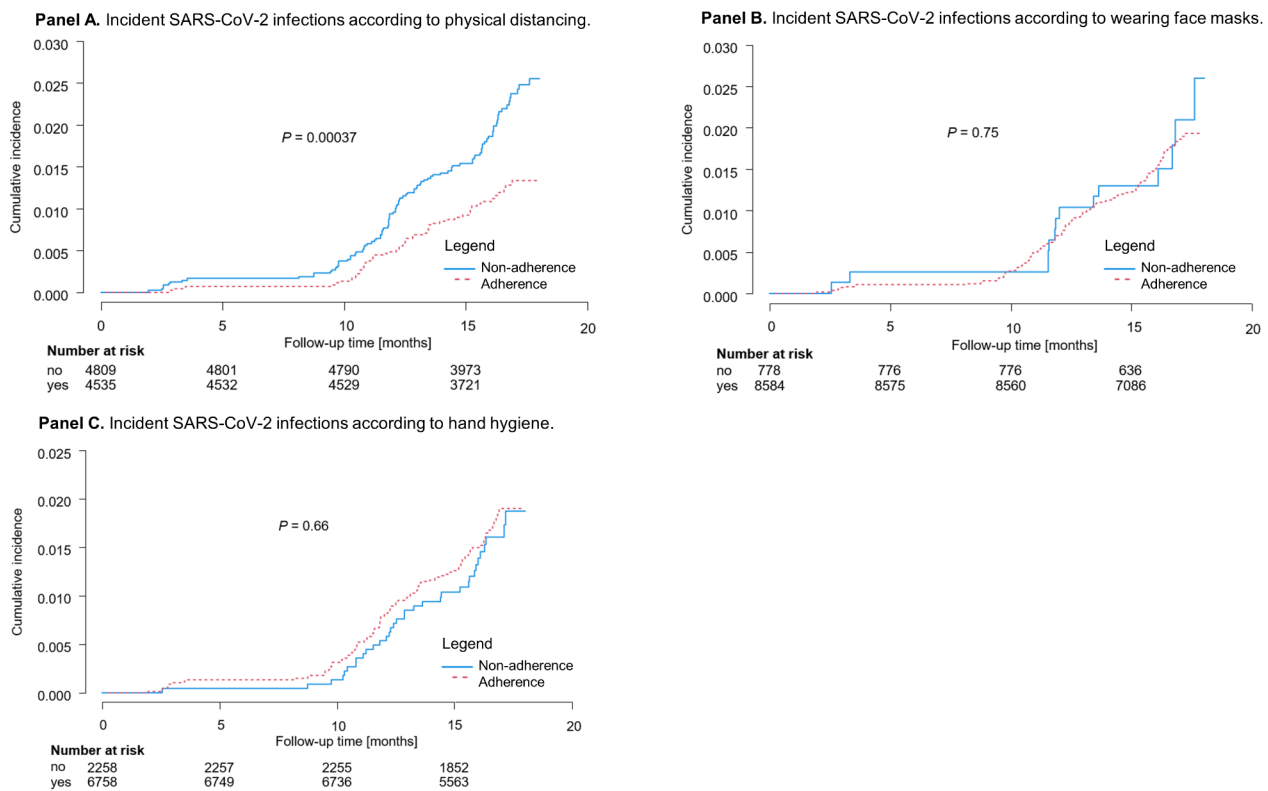 Panel A. Incident SARS-CoV-2 infections according to physical distancing.
0.030
0.025
0.020
0.015
0.010
0.005
0.000
Cumulative incidence
P = 0.00037
Legend
Non-adherence
Adherence
0 5 10 15 20
Follow-up time [months]
Number at risk
no 4809 4801 4790 3973
yes 4535 4532 4529 3721
Panel B. Incident SARS-CoV-2 infections according to wearing face masks.
0.030
0.025
0.020
0.015
0.010
0.005
0.000
Cumulative incidence
P = 0.75
Legend
Non-adherence
Adherence
0 5 10 15 20
Follow-up time [months]
Number at risk
no 778 776 776 636
yes 8584 8575 8560 7086
Panel C. Incident SARS-CoV-2 infections according to hand hygiene.
0.025
0.020
0.015
0.010
0.005
0.000
Cumulative incidence
P = 0.66
Legend
Non-adherence
Adherence
0 5 10 15 20
Follow-up time [months]
Number at risk
no 2258 2257 2255 1852
yes 6758 6749 6736 5563